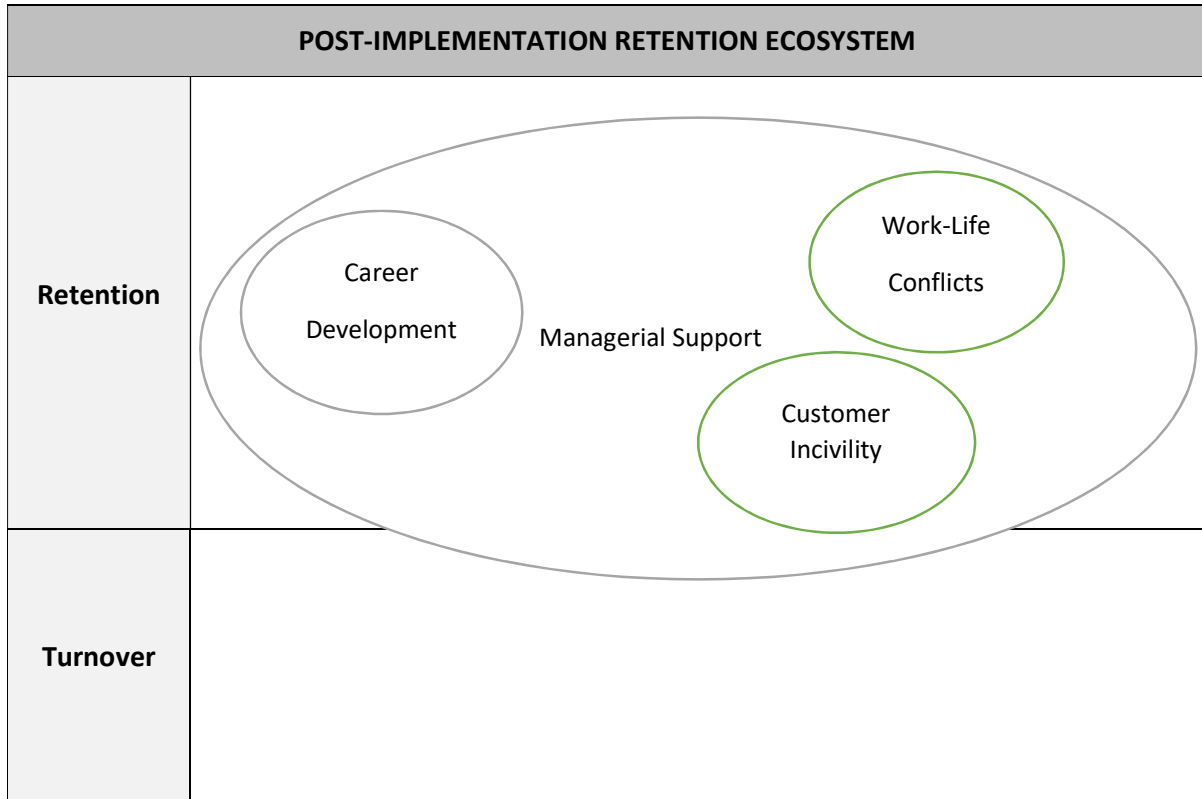 POST-IMPLEMENTATION RETENTION ECOSYSTEM
Retention
Career
Development
Managerial Support
Work-Life
Conflicts
Customer
Incivility
Turnover